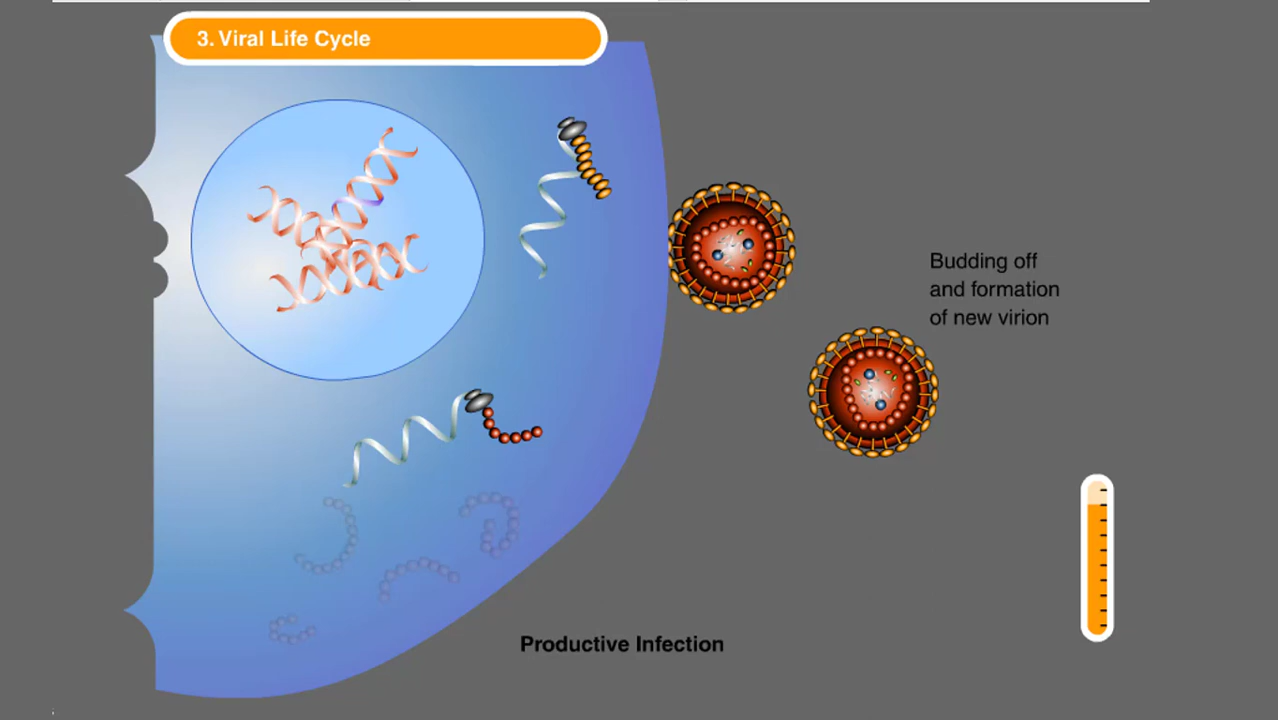 3. Viral Life Cycle
Budding off
and formation
of new virion
Productive Infection